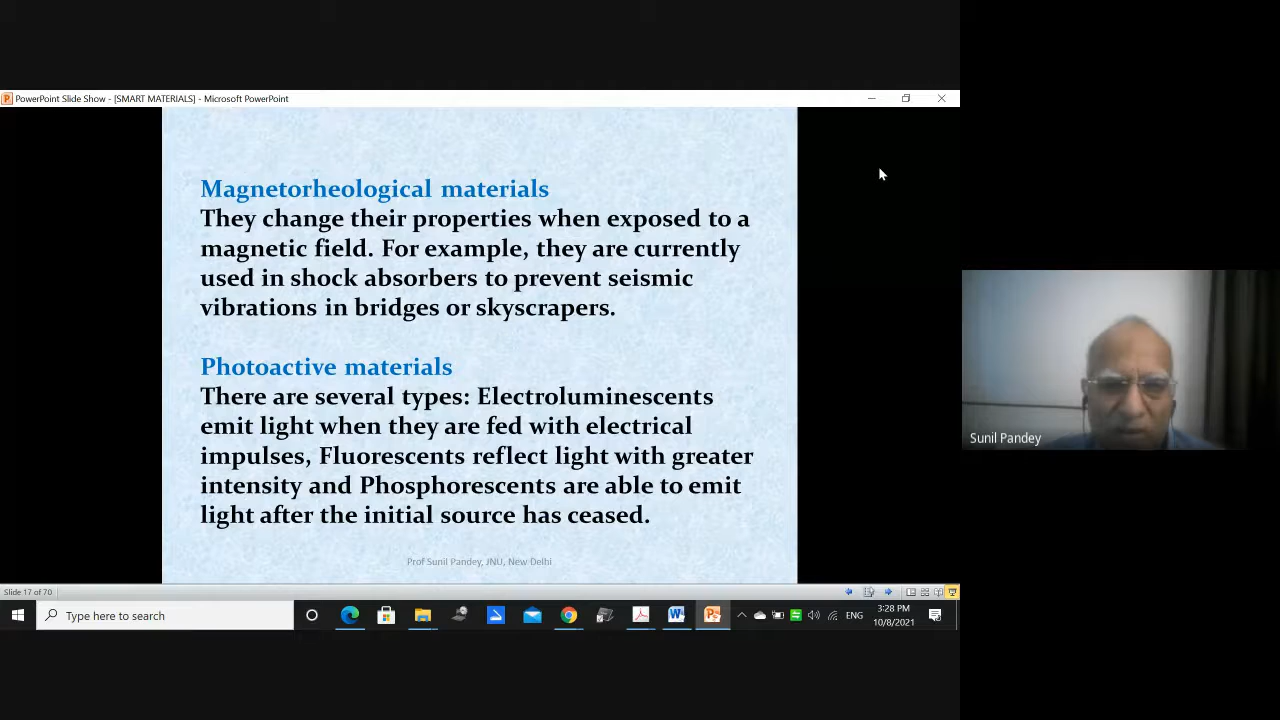 PowerPoint Slide Show - [SMART MATERIALS] - Microsoft PowerPoint
Magnetorheological materials
They change their properties when exposed to a
magnetic field. For example, they are currently
used in shock absorbers to prevent seismic
vibrations in bridges or skyscrapers.
Photoactive materials
There are several types: Electroluminescents
emit light when they are fed with electrical
impulses, Fluorescents reflect light with greater
intensity and Phosphorescents are able to emit
light after the initial source has ceased.
Prof Sunil Pandey, JNU, New Delhi
Sunil Pandey
Slide 17 of 70
Type here to search
ENG
3:28 PM
10/8/2021